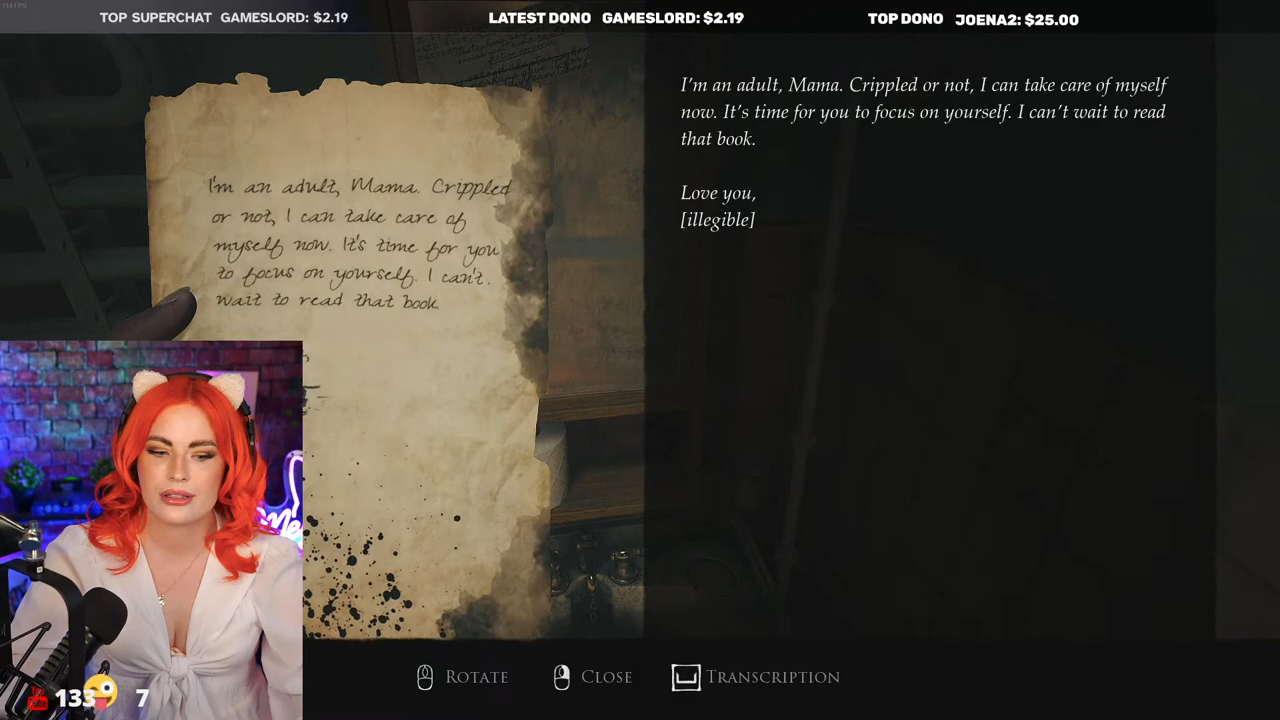 114 FPS
TOP SUPERCHAT GAMESLORD: $2.19
LATEST DONO GAMESLORD: $2.19
TOP DONO JOENA2: $25.00
I'm an adult, Mama. Crippled
or not, I can take care of
myself now. It's time for you
to focus on yourself. I can't
wait to read that book.
I'm an adult, Mama. Crippled or not, I can take care of myself
now. It's time for you to focus on yourself. I can't wait to read
that book.
Love you,
[illegible]
133 7
ROTATE
CLOSE
TRANSCRIPTION